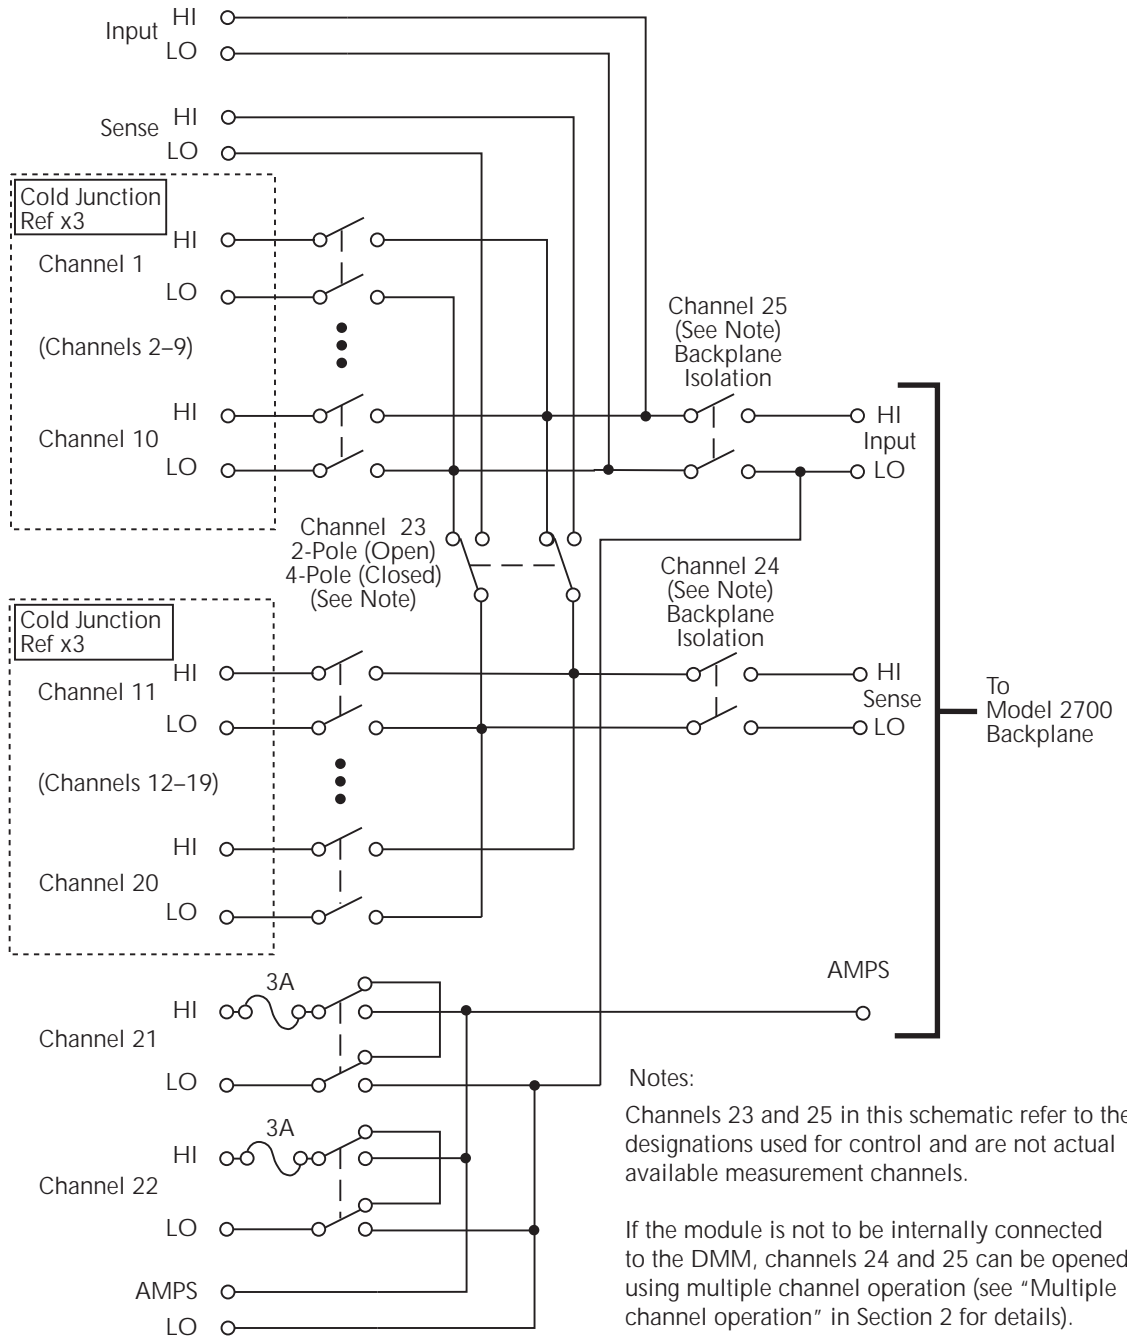 Input HI
LO
Sense HI
LO
Cold Junction
Ref x3
HI
Channel 1
LO
(Channels 2–9)
HI
Channel 10
LO
Channel 25
(See Note)
Backplane
Isolation
HI
Input
LO
Channel 23
2-Pole (Open)
4-Pole (Closed)
(See Note)
Channel 24
(See Note)
Backplane
Isolation
Cold Junction
Ref x3
HI
Channel 11
LO
(Channels 12–19)
HI
Channel 20
LO
HI
Sense
LO
To
Model 2700
Backplane
AMPS
3A
HI
Channel 21
LO
3A
HI
Channel 22
LO
AMPS
LO
Notes:
Channels 23 and 25 in this schematic refer to the
designations used for control and are not actual
available measurement channels.
If the module is not to be internally connected
to the DMM, channels 24 and 25 can be opened
using multiple channel operation (see "Multiple
channel operation" in Section 2 for details).